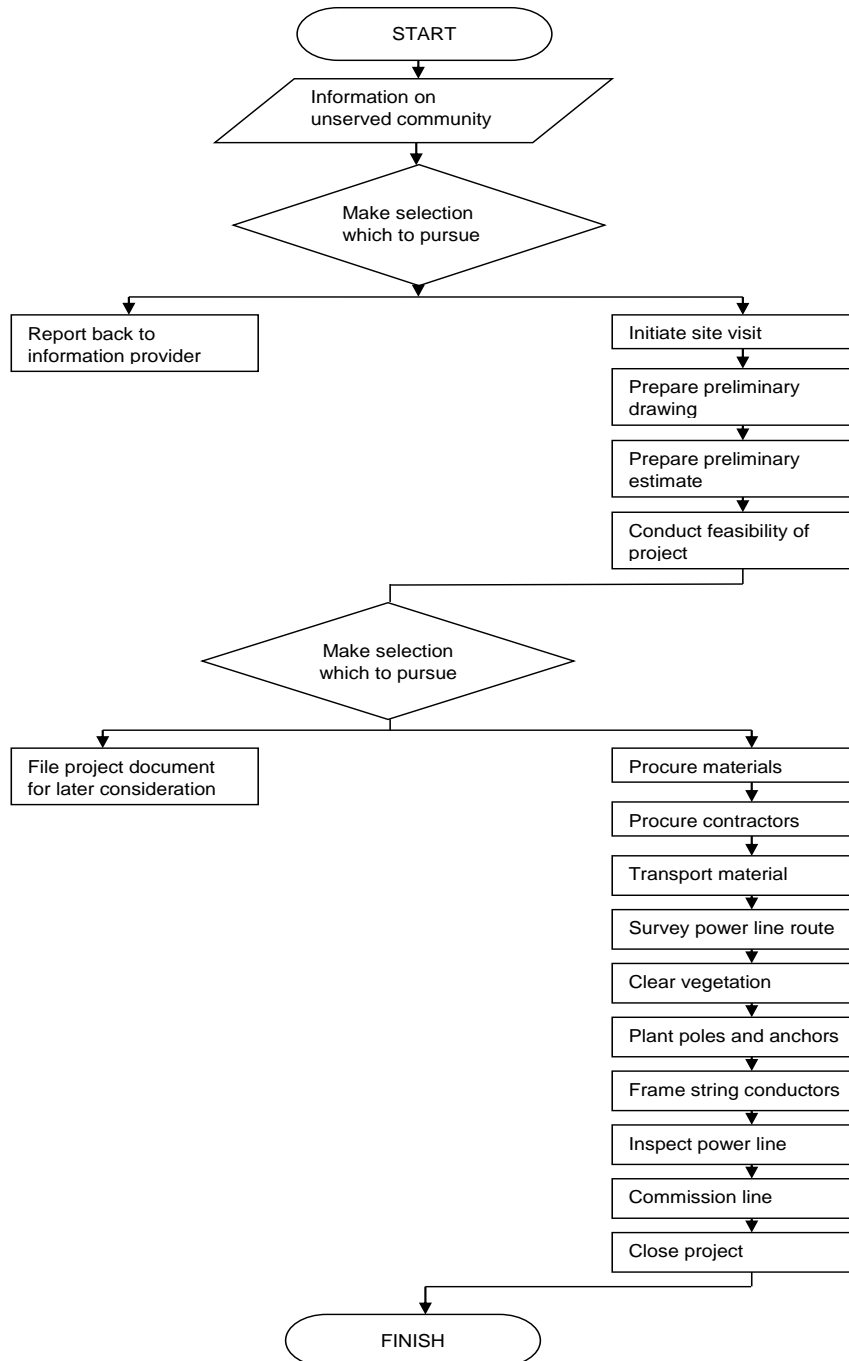 START
Information on
unserved community
Make selection
which to pursue
Report back to
information provider
Initiate site visit
Prepare preliminary
drawing
Prepare preliminary
estimate
Conduct feasibility of
project
Make selection
which to pursue
File project document
for later consideration
Procure materials
Procure contractors
Transport material
Survey power line route
Clear vegetation
Plant poles and anchors
Frame string conductors
Inspect power line
Commission line
Close project
FINISH